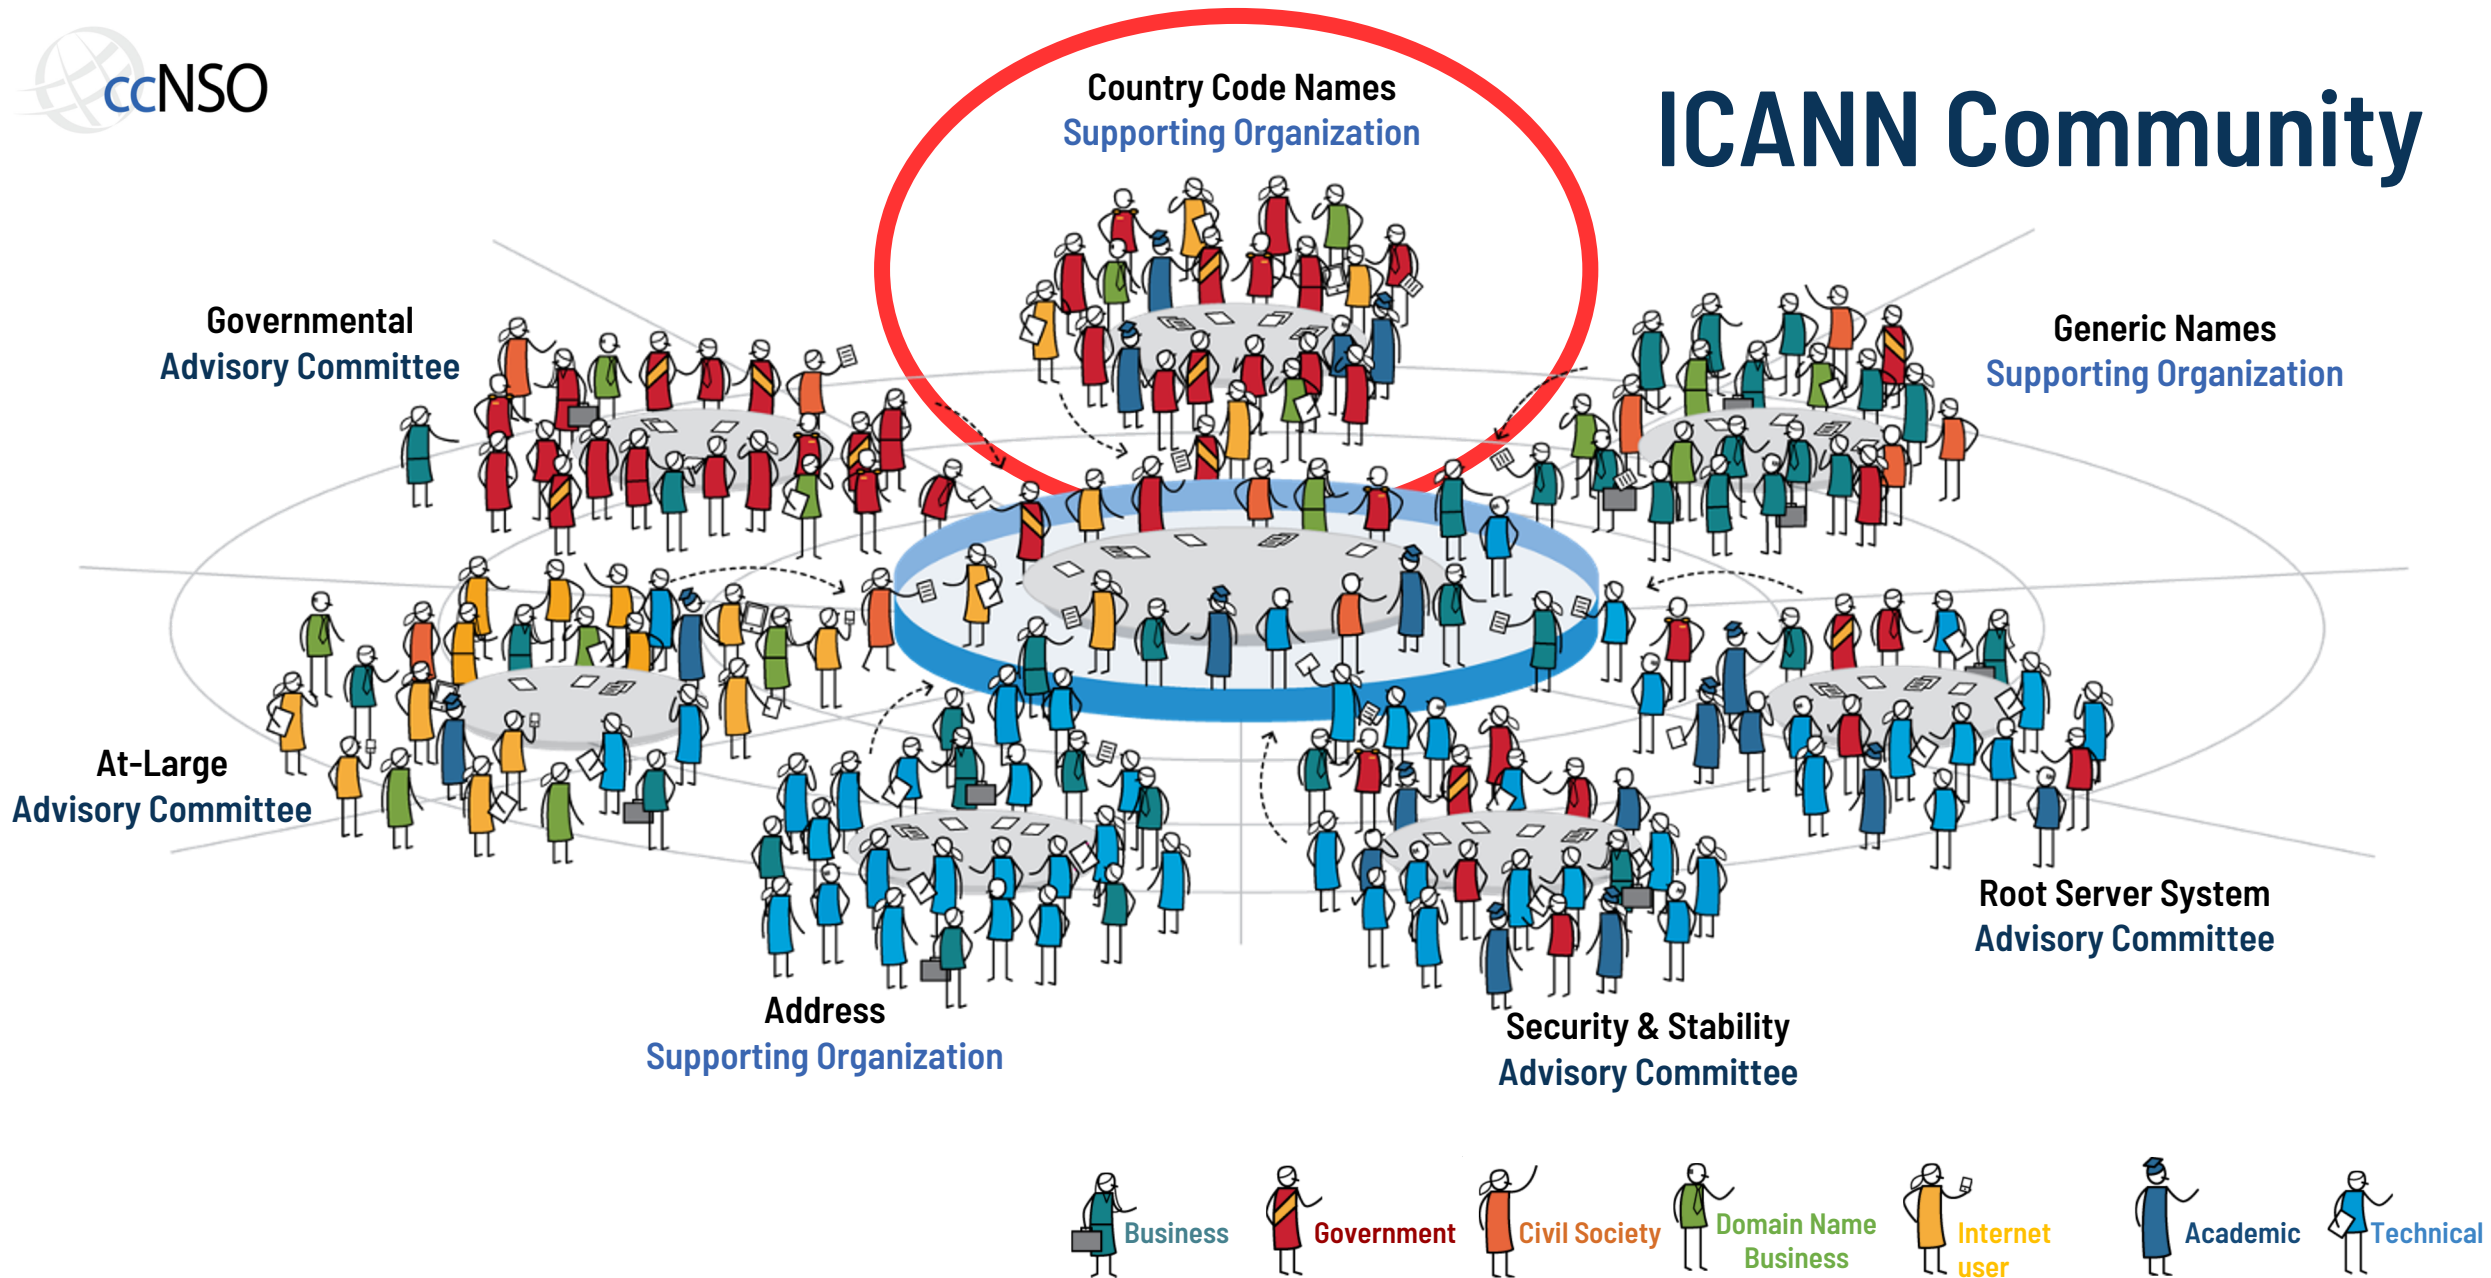 ccNSO
ICANN Community
Country Code Names
Supporting Organization
Governmental
Advisory Committee
Generic Names
Supporting Organization
At-Large
Advisory Committee
Root Server System
Advisory Committee
Address
Supporting Organization
Security & Stability
Advisory Committee
Business
Government
Civil Society
Domain Name
Business
Internet
user
Academic
Technical